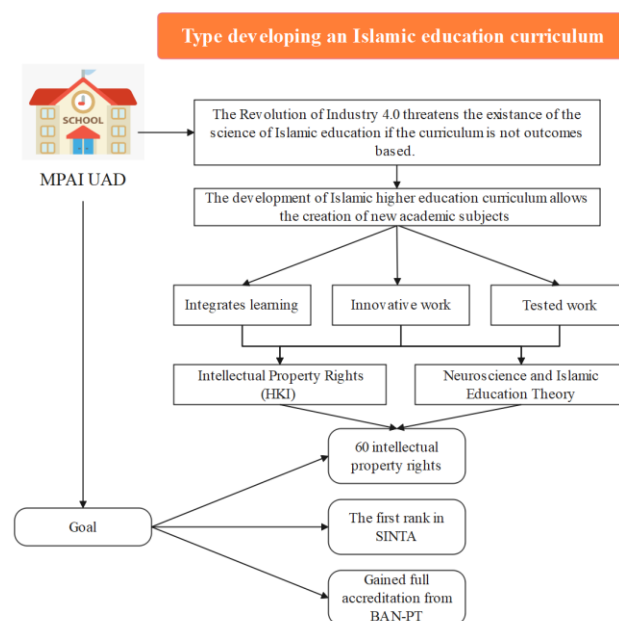 Type developing an Islamic education curriculum
SCHOOL
MPAI UAD
The Revolution of Industry 4.0 threatens the existance of the
science of Islamic education if the curriculum is not outcomes
based.
The development of Islamic higher education curriculum allows
the creation of new academic subjects
Integrates learning
Innovative work
Tested work
Intellectual Property Rights
(HKI)
Neuroscience and Islamic
Education Theory
60 intellectual
property rights
Goal
The first rank in
SINTA
Gained full
accreditation from
BAN-PT